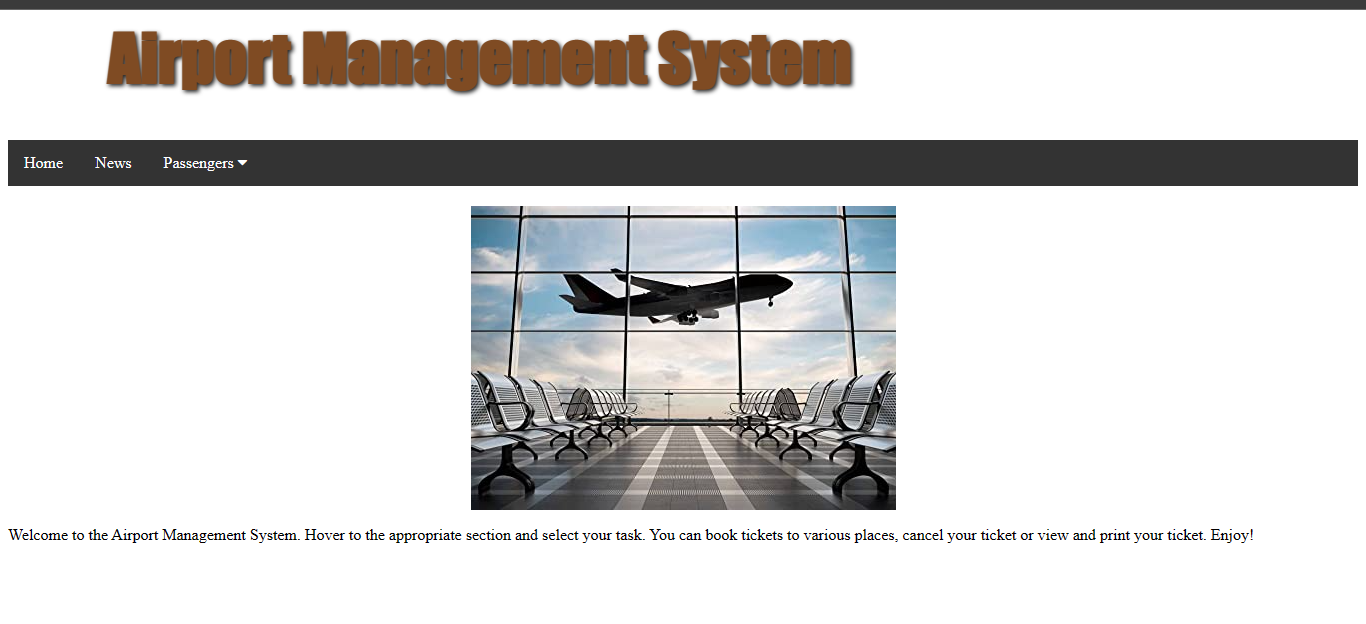 Airport Management System
Home News Passengers
Welcome to the Airport Management System. Hover to the appropriate section and select your task. You can book tickets to various places, cancel your ticket or view and print your ticket. Enjoy!